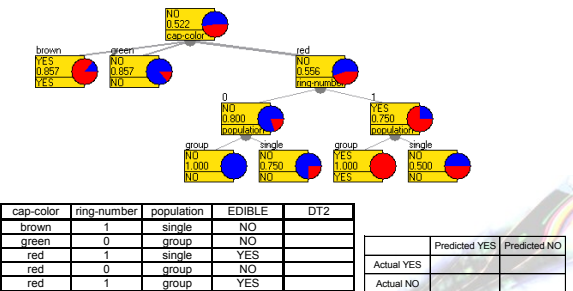 NO
0.522
cap-color
brown green red
YES NO NO
0.857 0.857 0.556
YES NO ring-number
0 1
NO YES
0.800 0.750
population population
group single group single
NO NO YES NO
1.000 0.750 1.000 0.500
NO NO YES NO
cap-color ring-number population EDIBLE DT2
brown 1 single NO
green 0 group NO
red 1 single YES
red 0 group NO
red 1 group YES
Predicted YES Predicted NO
Actual YES
Actual NO